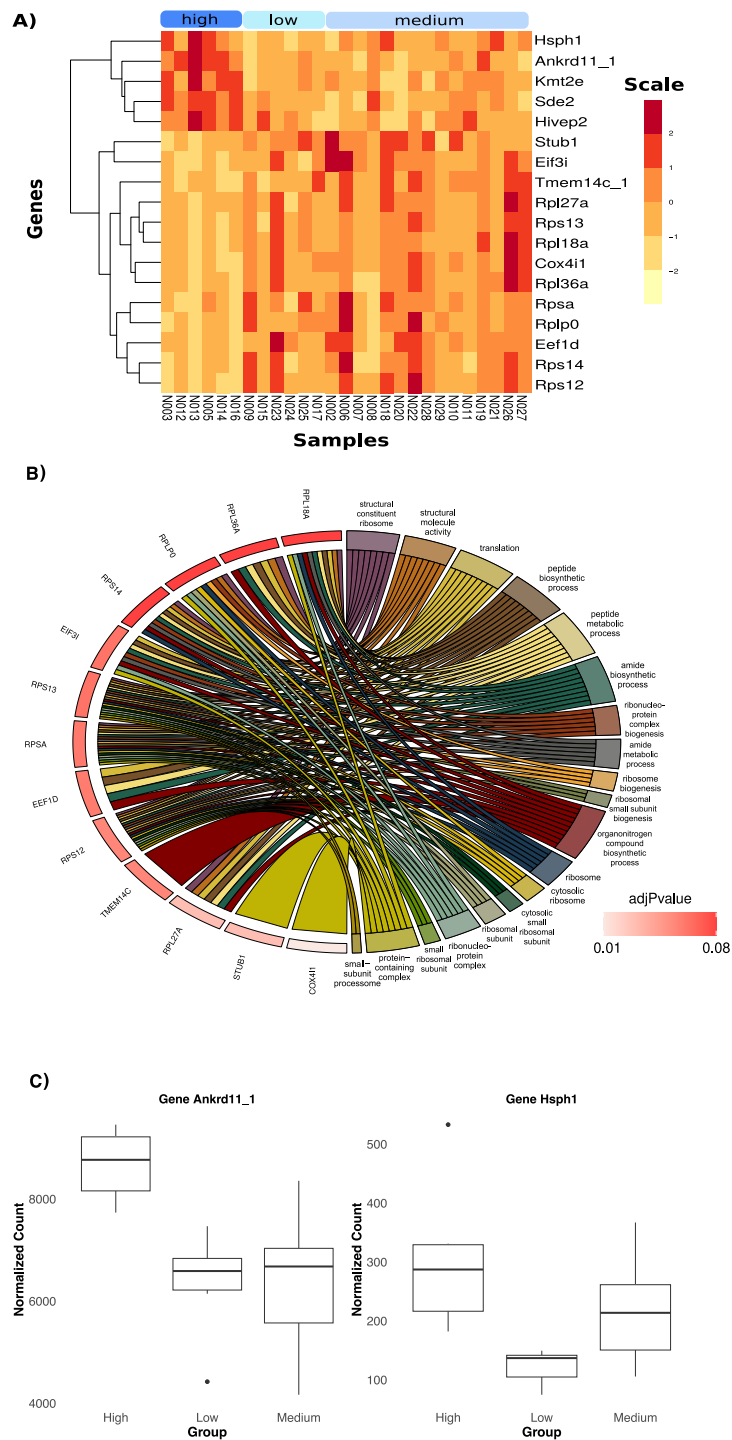 A)
high
low
medium
Hsph1
Ankrd11_1
Kmt2e
Sde2
Hivep2
Stub1
Eif3i
Tmem14c_1
Rpl27a
Rps13
Rpl18a
Cox4i1
Rpl36a
Rpsa
Rplp0
Eef1d
Rps14
Rps12
Genes
Scale
2
1
0
−1
−2
N003
N012
N013
N005
N014
N016
N009
N015
N023
N024
N025
N017
N002
N006
N007
N008
N018
N020
N022
N028
N029
N010
N011
N019
N021
N026
N027
Samples
B)
RPL18A
RPL36A
RPLP0
RPS14
EIF3I
RPS13
RPSA
EEF1D
RPS12
TMEM14C
RPL27A
STUB1
COX4I1
structural
constituent
ribosome
structural
molecule
activity
translation
peptide
biosynthetic
process
peptide
metabolic
process
amide
biosynthetic
process
ribonucleo-
protein
complex
biogenesis
amide
metabolic
process
ribosome
biogenesis
ribosomal
small subunit
biogenesis
organonitrogen
compound
biosynthetic
process
ribosome
cytosolic
ribosome
cytosolic
small
ribosomal
subunit
ribosomal
subunit
ribonucleo-
protein
complex
small
ribosomal
subunit
protein-
containing
complex
small−
subunit
processome
adjPvalue
0.01
0.08
C)
Gene Ankrd11_1
Normalized Count
8000
6000
4000
High
Low
Medium
Group
Gene Hsph1
Normalized Count
500
400
300
200
100
High
Low
Medium
Group